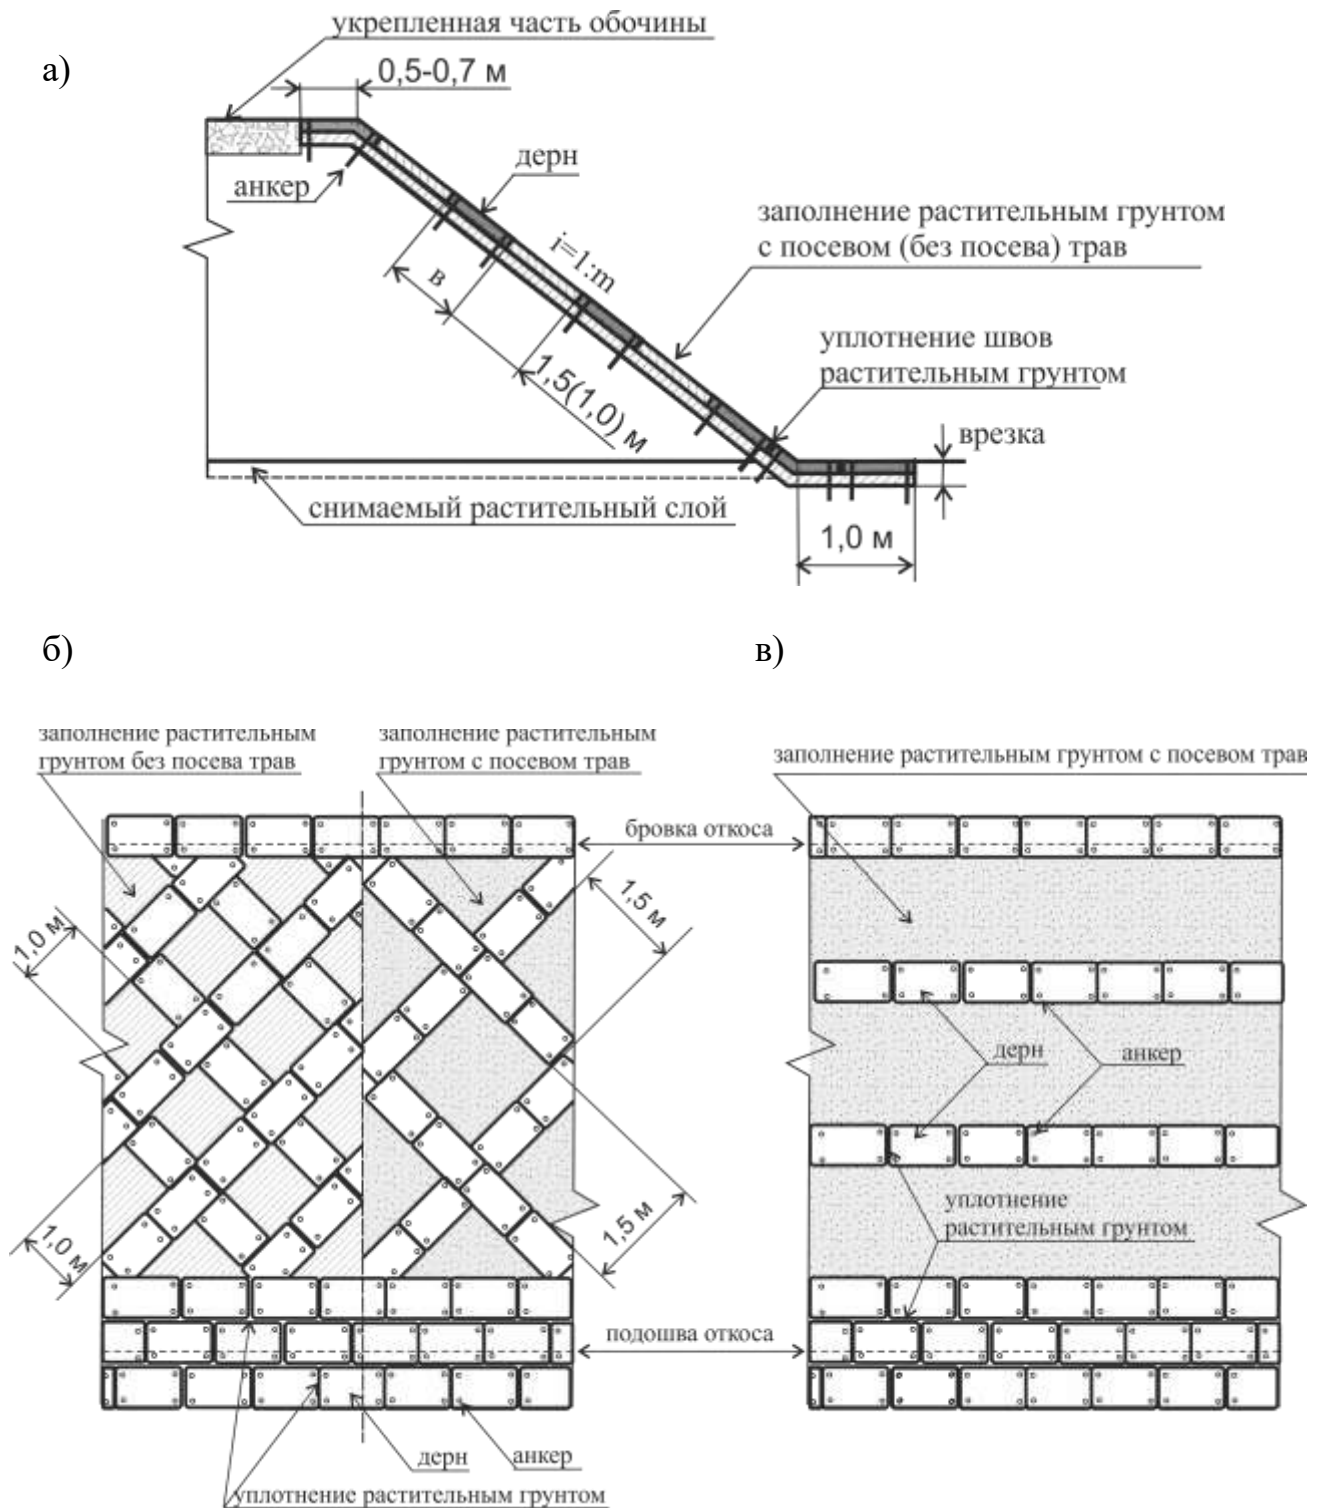 укрепленная часть обочины
а)
0,5-0,7 м
дерн
анкер
заполнение растительным грунтом
с посевом (без посева) трав
i=1:m
в
уплотнение швов
растительным грунтом
1,5(1,0) м
врезка
снимаемый растительный слой
1,0 м
б)
в)
заполнение растительным
грунтом без посева трав
заполнение растительным
грунтом с посевом трав
заполнение растительным грунтом с посевом трав
бровка откоса
1,0 м
1,5 м
дерн
анкер
уплотнение
растительным грунтом
1,0 м
1,5 м
подошва откоса
дерн
анкер
уплотнение растительным грунтом